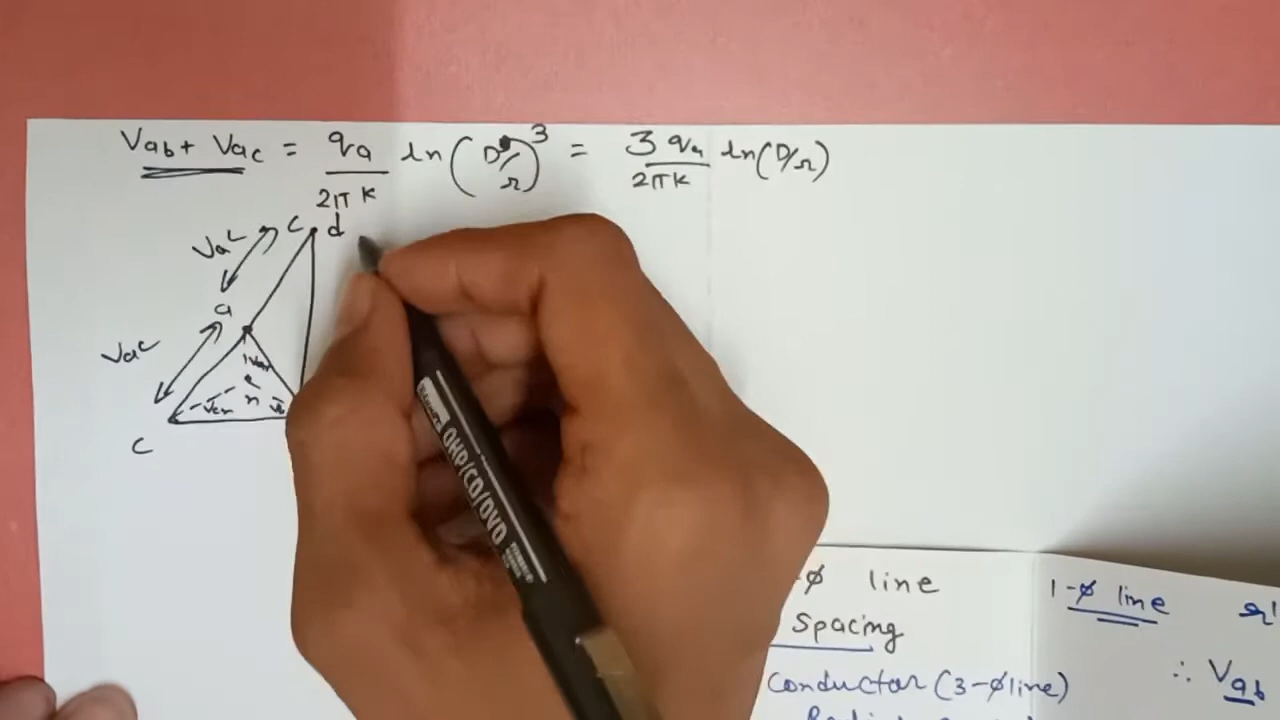 Vab + Vac = qa/2πk ln(D/r)^3 = 3qa/2πk ln(D/r)
Vac
c d
a
Vac
n
Vcn
c
OHP/CD/DVD
φ line
1-φ line r'
Spacing
conductor (3-φ line)
∴ Vab